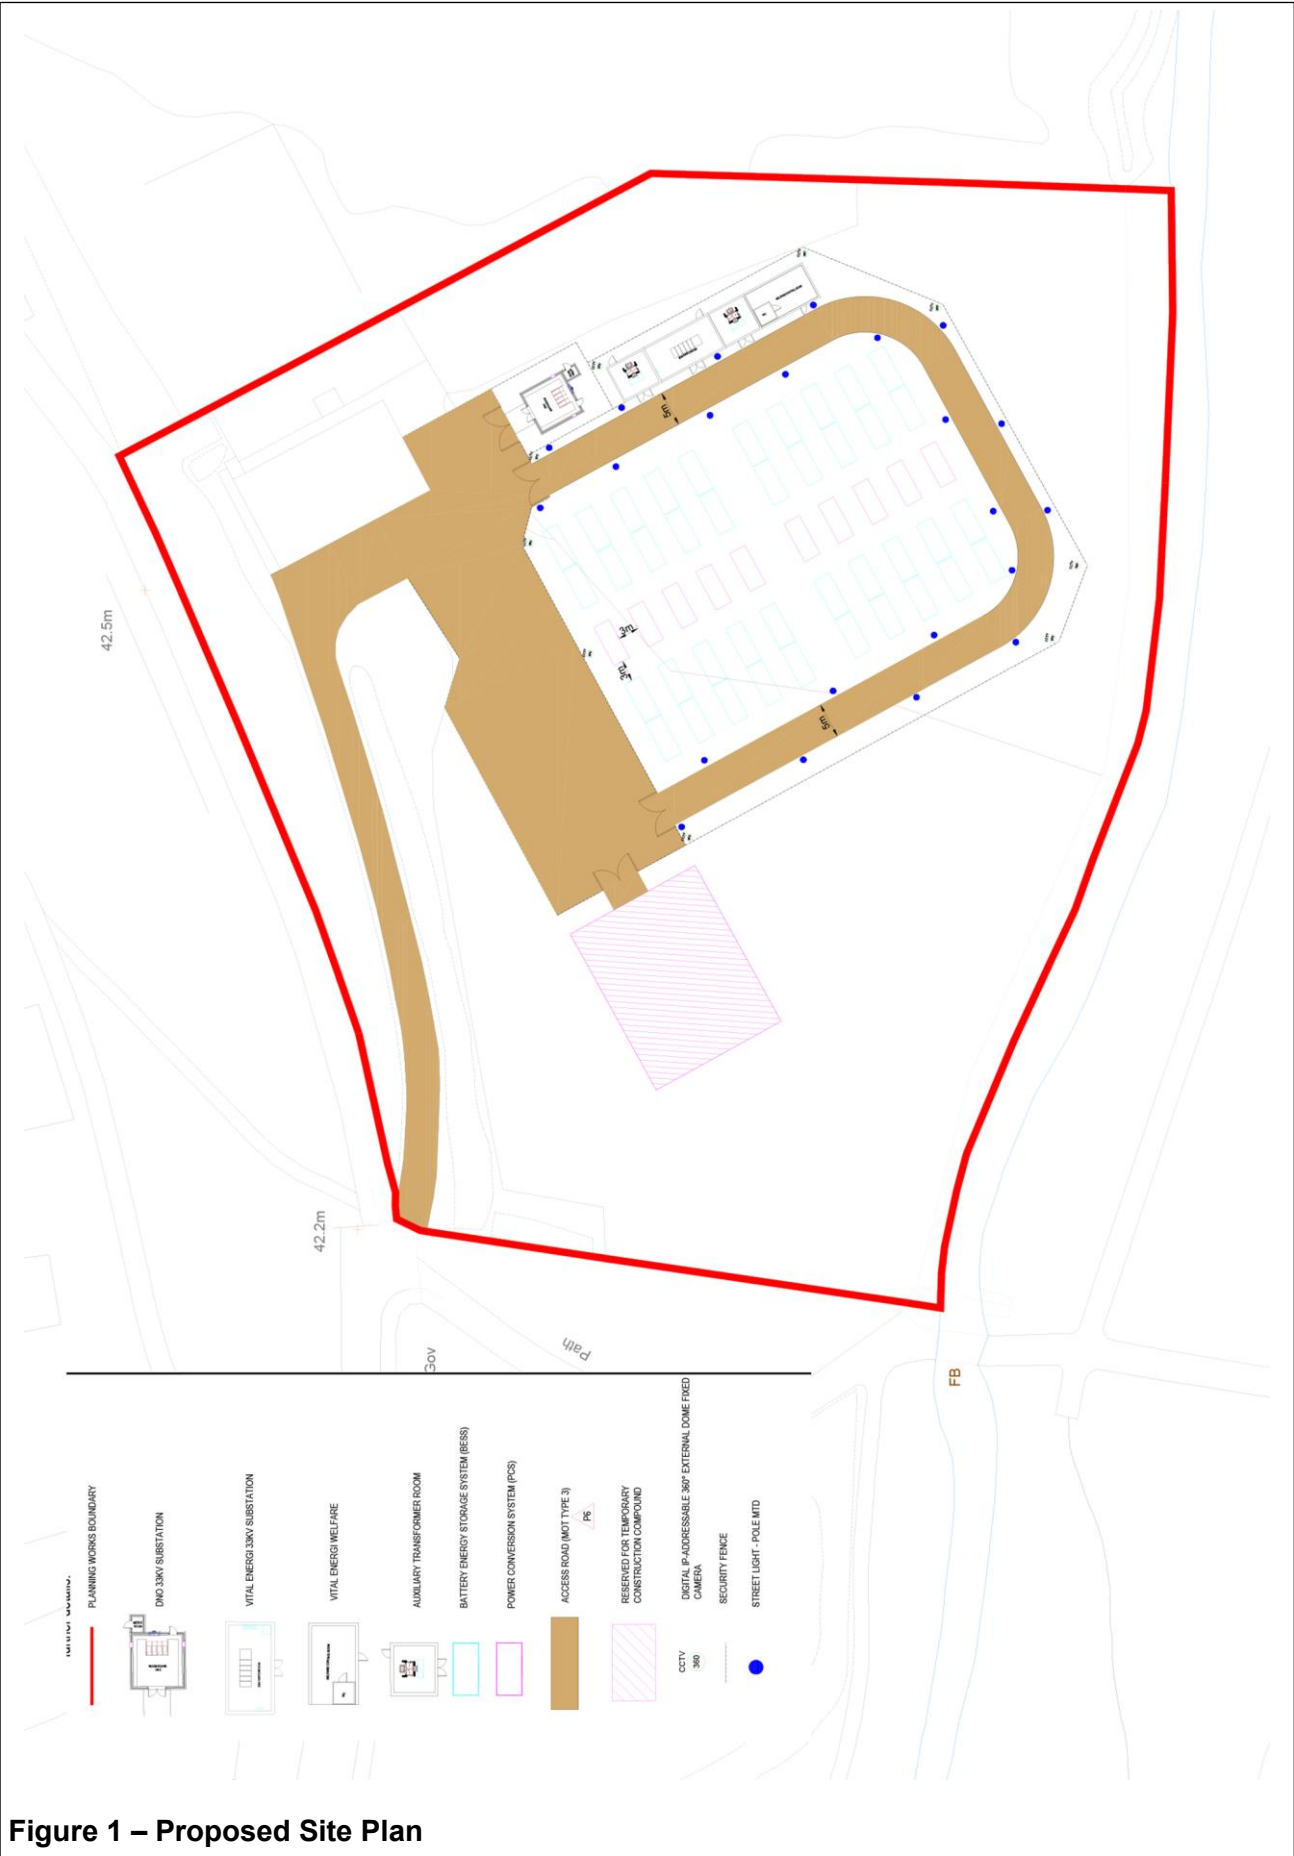 42.5m
5m
3m
3m
5m
42.2m
Gov
Path
FB
PLANNING WORKS BOUNDARY
DNO 33KV SUBSTATION
VITAL ENERGI 33KV SUBSTATION
VITAL ENERGI WELFARE
AUXILIARY TRANSFORMER ROOM
BATTERY ENERGY STORAGE SYSTEM (BESS)
POWER CONVERSION SYSTEM (PCS)
ACCESS ROAD (MOT TYPE 3)
P6
RESERVED FOR TEMPORARY
CONSTRUCTION COMPOUND
CCTV
360
DIGITAL IP-ADDRESSABLE 360° EXTERNAL DOME FIXED
CAMERA
SECURITY FENCE
STREET LIGHT - POLE MTD
Figure 1 – Proposed Site Plan